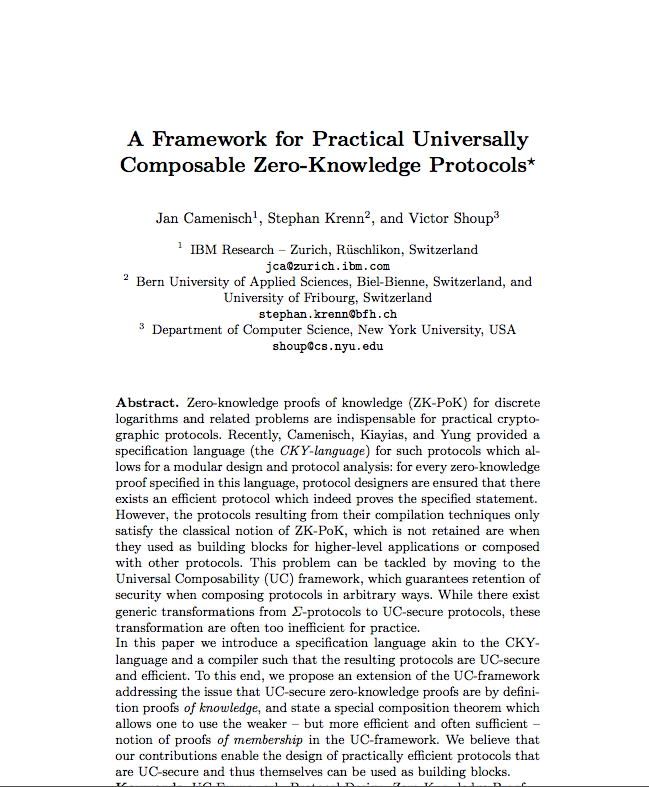 A Framework for Practical Universally
Composable Zero-Knowledge Protocols⋆
Jan Camenisch1, Stephan Krenn2, and Victor Shoup3
1 IBM Research – Zurich, Rüschlikon, Switzerland
jca@zurich.ibm.com
2 Bern University of Applied Sciences, Biel-Bienne, Switzerland, and
University of Fribourg, Switzerland
stephan.krenn@bfh.ch
3 Department of Computer Science, New York University, USA
shoup@cs.nyu.edu
Abstract. Zero-knowledge proofs of knowledge (ZK-PoK) for discrete
logarithms and related problems are indispensable for practical crypto-
graphic protocols. Recently, Camenisch, Kiayias, and Yung provided a
specification language (the CKY-language) for such protocols which al-
lows for a modular design and protocol analysis: for every zero-knowledge
proof specified in this language, protocol designers are ensured that there
exists an efficient protocol which indeed proves the specified statement.
However, the protocols resulting from their compilation techniques only
satisfy the classical notion of ZK-PoK, which is not retained are when
they used as building blocks for higher-level applications or composed
with other protocols. This problem can be tackled by moving to the
Universal Composability (UC) framework, which guarantees retention of
security when composing protocols in arbitrary ways. While there exist
generic transformations from Σ-protocols to UC-secure protocols, these
transformation are often too inefficient for practice.
In this paper we introduce a specification language akin to the CKY-
language and a compiler such that the resulting protocols are UC-secure
and efficient. To this end, we propose an extension of the UC-framework
addressing the issue that UC-secure zero-knowledge proofs are by defini-
tion proofs of knowledge, and state a special composition theorem which
allows one to use the weaker – but more efficient and often sufficient –
notion of proofs of membership in the UC-framework. We believe that
our contributions enable the design of practically efficient protocols that
are UC-secure and thus themselves can be used as building blocks.